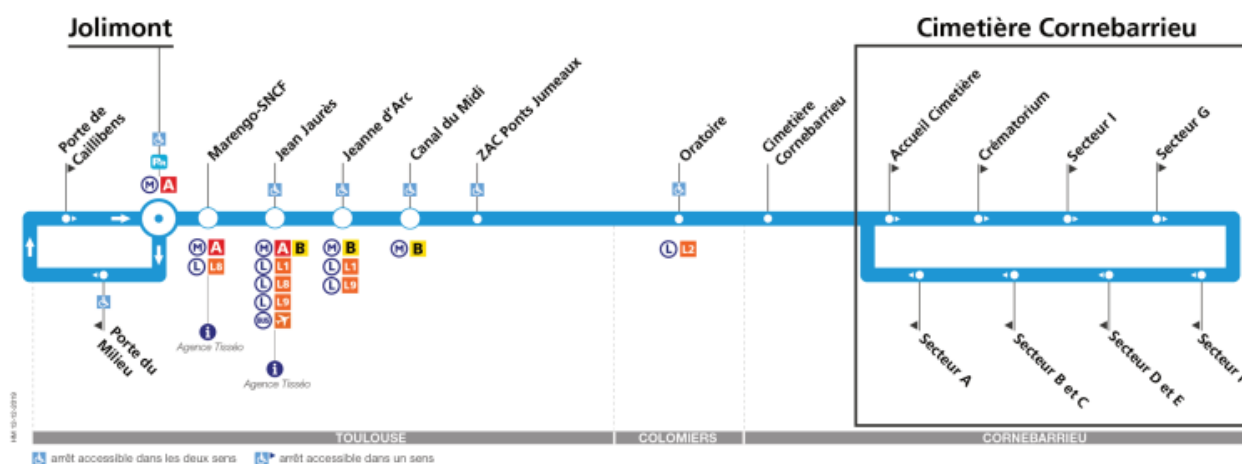 Jolimont
Cimetière Cornebarrieu
Porte de
Caillibens
Marengo-SNCF
Jean Jaurès
Jeanne d'Arc
Canal du Midi
ZAC Ponts Jumeaux
Oratoire
Cimetière
Cornebarrieu
Accueil Cimetière
Crématorium
Secteur I
Secteur G
M A
M A
L L8
M A B
L L1
L L8
L L9
BUS
M B
L L1
L L9
M B
L L2
i
Agence Tisséo
i
Agence Tisséo
Porte du
Milieu
Secteur A
Secteur B et C
Secteur D et E
Secteur
TOULOUSE
COLOMIERS
CORNEBARRIEU
arrêt accessible dans les deux sens
arrêt accessible dans un sens